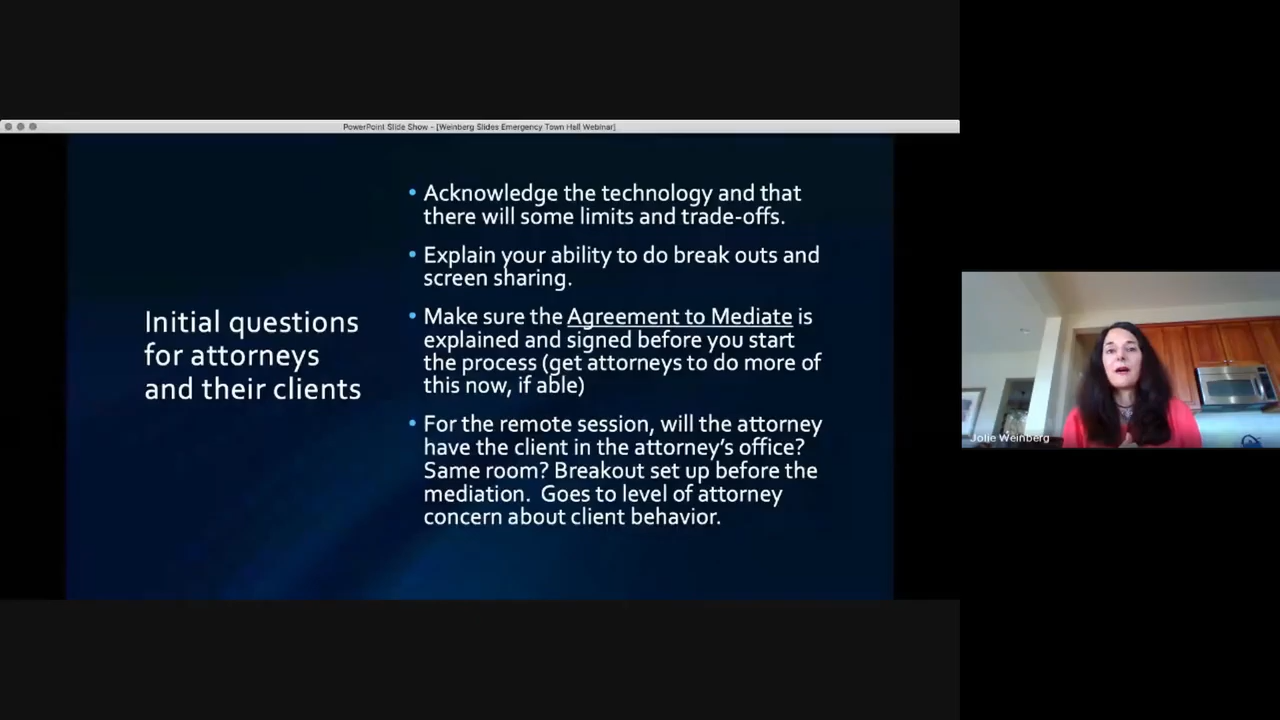 PowerPoint Slide Show - [Weinberg Slides Emergency Town Hall Webinar]
Initial questions
for attorneys
and their clients
• Acknowledge the technology and that
there will some limits and trade-offs.
• Explain your ability to do break outs and
screen sharing.
• Make sure the Agreement to Mediate is
explained and signed before you start
the process (get attorneys to do more of
this now, if able)
• For the remote session, will the attorney
have the client in the attorney's office?
Same room? Breakout set up before the
mediation.  Goes to level of attorney
concern about client behavior.
Jolie Weinberg